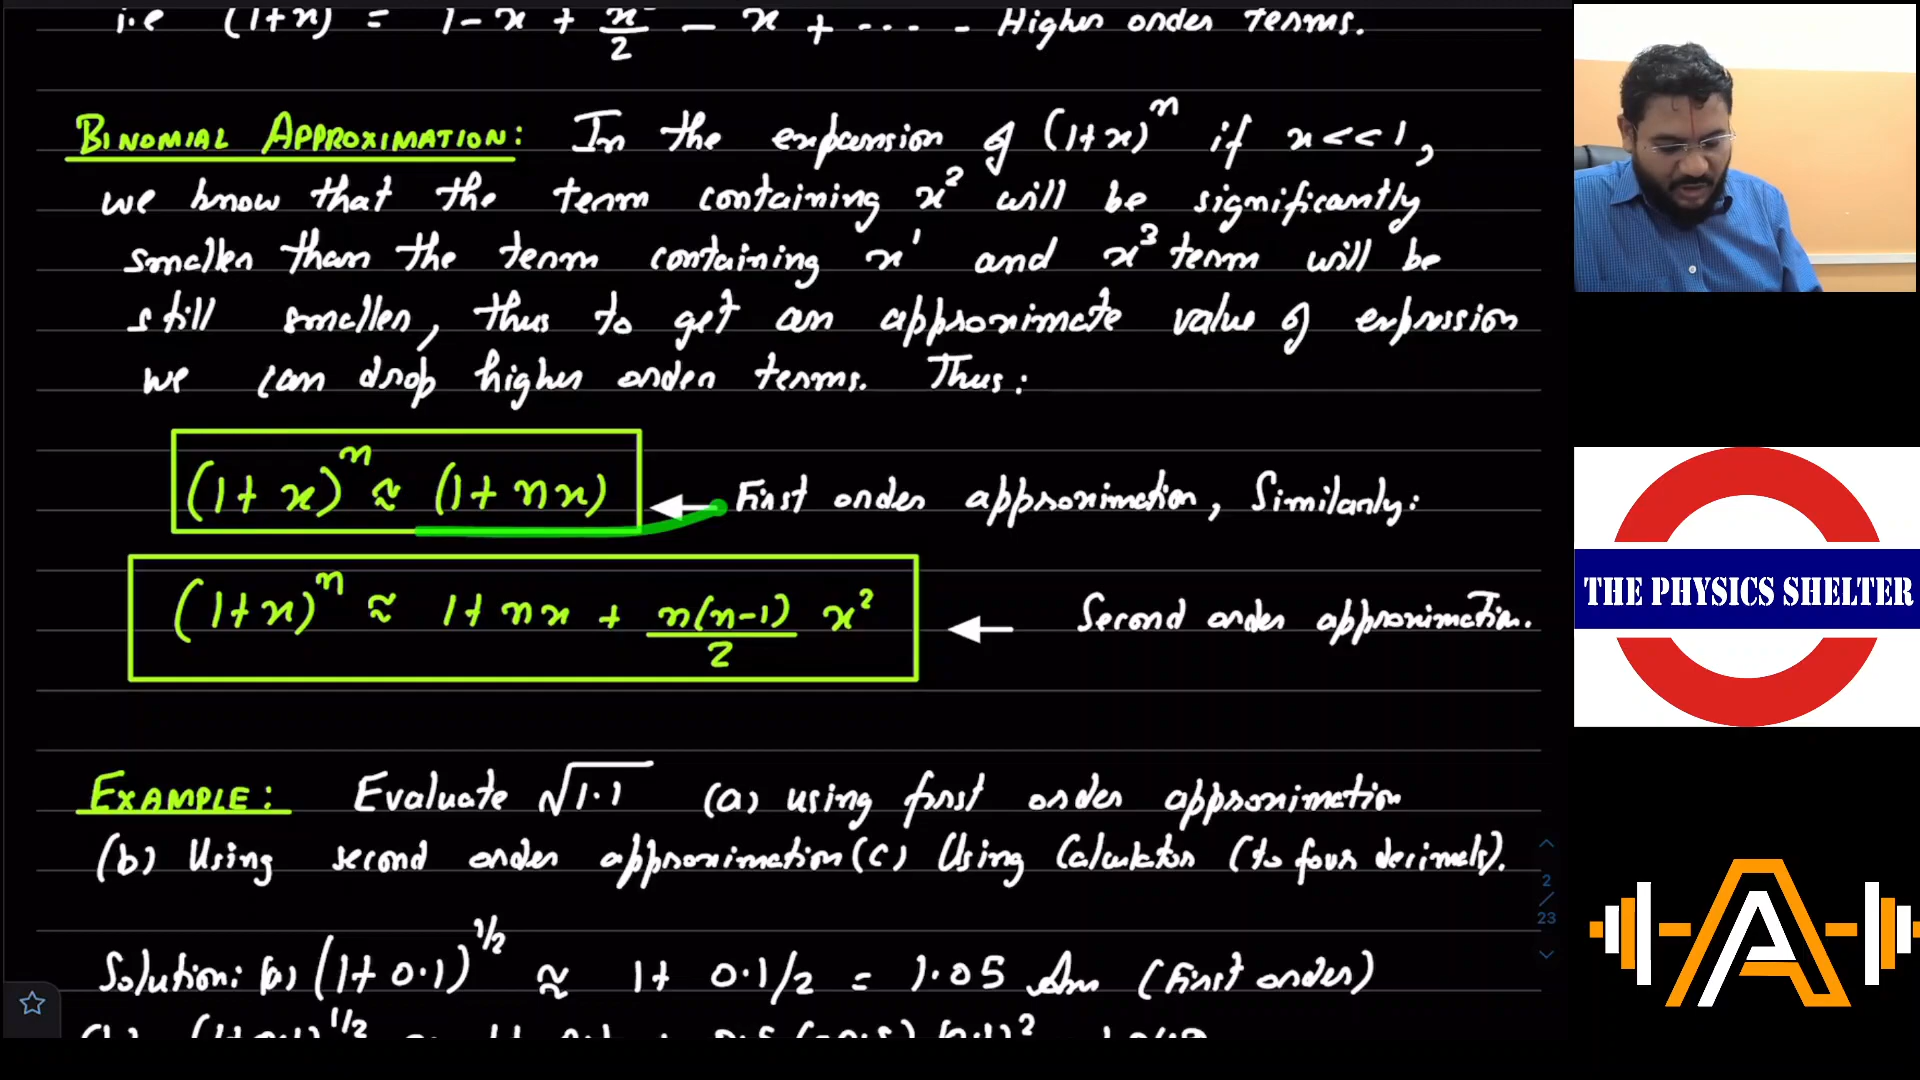 i.e (1+x) = 1 - x + x/2 - x + ---- Higher order terms.
BINOMIAL APPROXIMATION: In the expansion of (1+x)^n if x<<1,
we know that the term containing x² will be significantly
smaller than the term containing x¹ and x³ term will be
still smaller, thus to get an approximate value of expression
we can drop higher order terms. Thus:
(1+x)^n ≈ (1+nx) ← First order approximation, Similarly:
(1+x)^n ≈ 1+nx + n(n-1)/2 x² ← Second order approximation.
EXAMPLE: Evaluate √1.1 (a) using first order approximation
(b) Using second order approximation (c) Using Calculator (to four decimals).
Solution: (a) (1+0.1)^1/2 ≈ 1+ 0.1/2 = 1.05 Ans (First order)
THE PHYSICS SHELTER
2
/
23
A